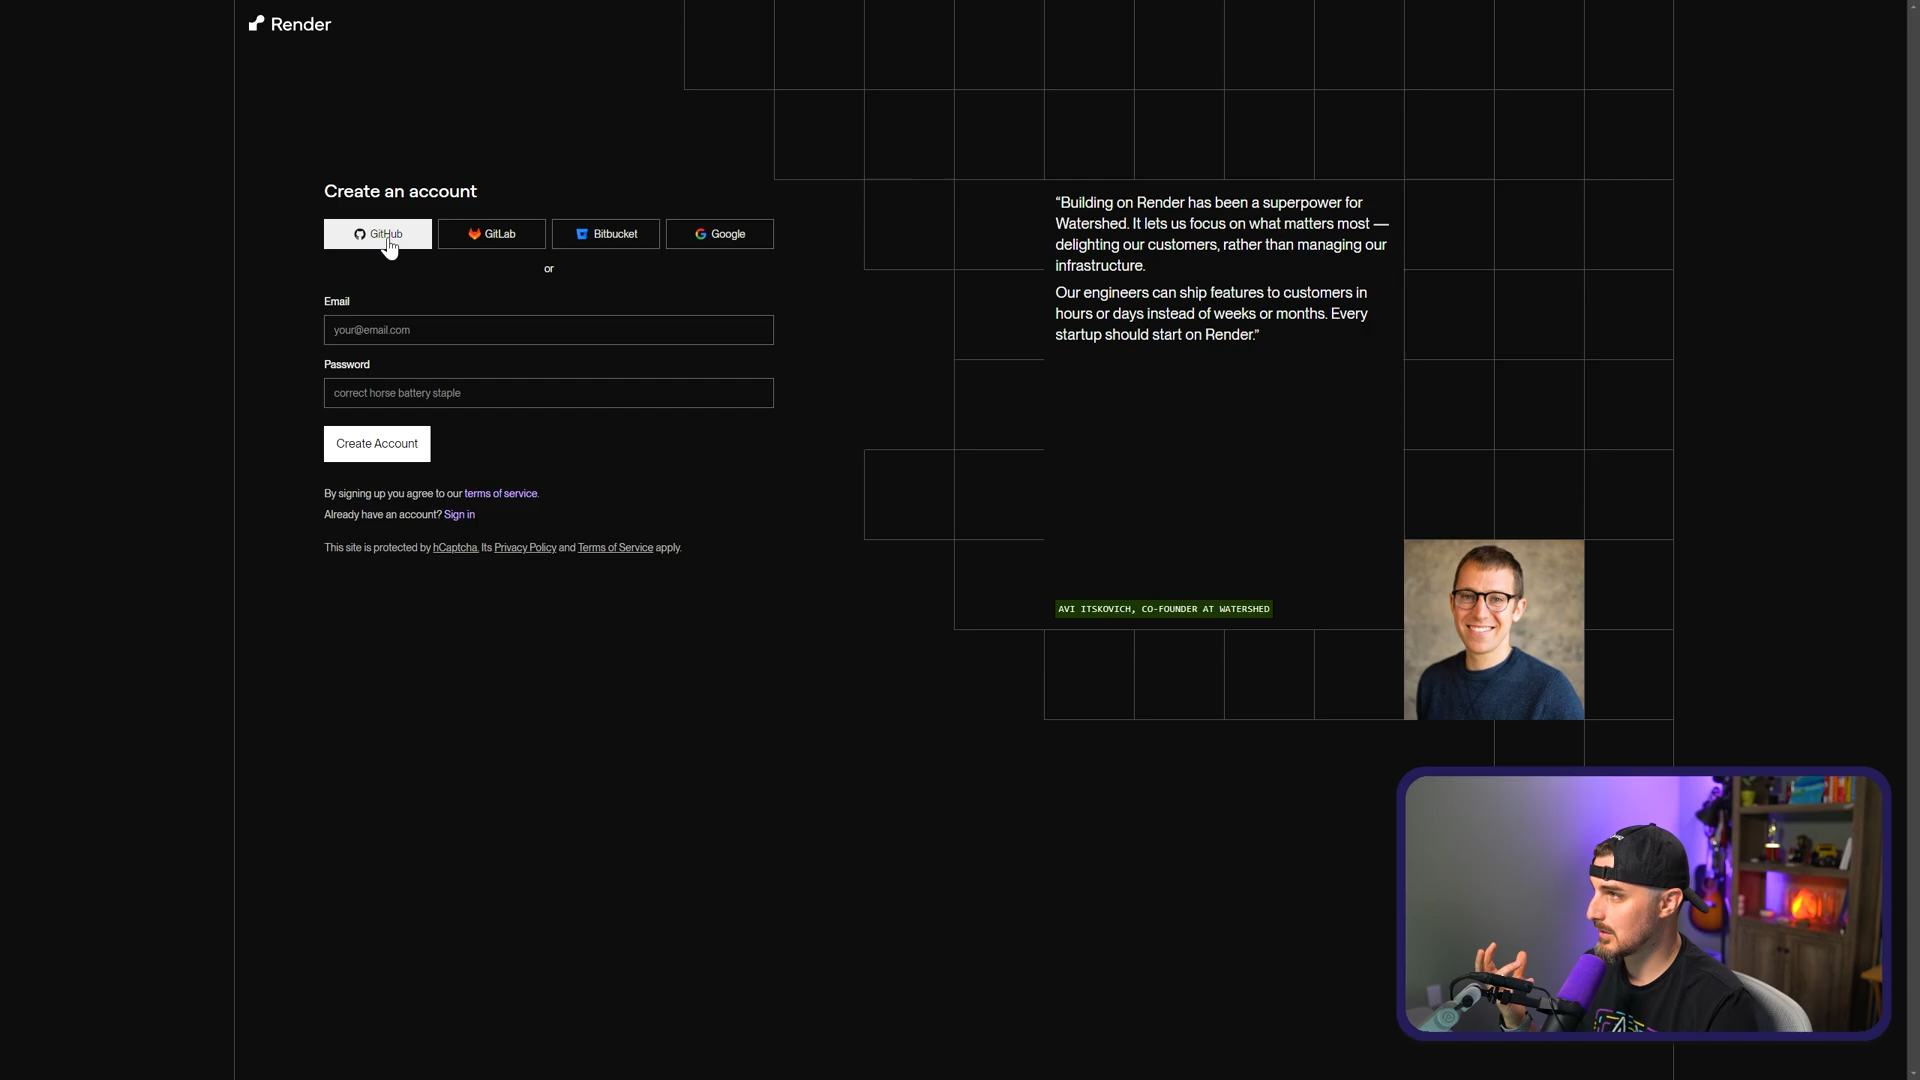 Render
Create an account
GitHub
GitLab
Bitbucket
Google
or
Email
your@email.com
Password
correct horse battery staple
Create Account
By signing up you agree to our terms of service.
Already have an account? Sign in
This site is protected by hCaptcha. Its Privacy Policy and Terms of Service apply.
“Building on Render has been a superpower for
Watershed. It lets us focus on what matters most —
delighting our customers, rather than managing our
infrastructure.
Our engineers can ship features to customers in
hours or days instead of weeks or months. Every
startup should start on Render.”
AVI ITSKOVICH, CO-FOUNDER AT WATERSHED